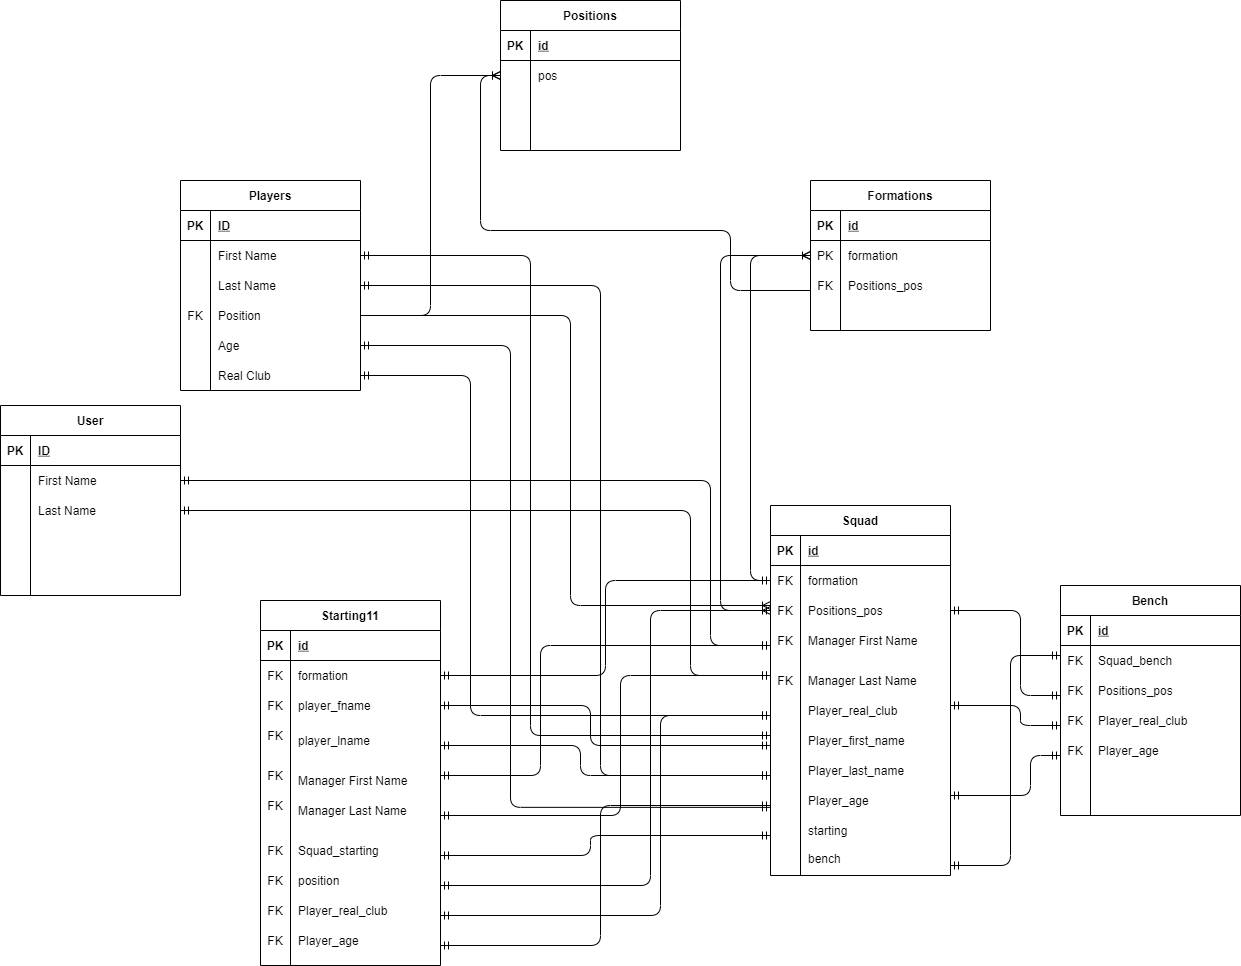 Positions
PK id
pos
Players
PK ID
First Name
Last Name
FK Position
Age
Real Club
Formations
PK id
PK formation
FK Positions_pos
User
PK ID
First Name
Last Name
Squad
PK id
FK formation
FK Positions_pos
FK Manager First Name
FK Manager Last Name
Player_real_club
Player_first_name
Player_last_name
Player_age
starting
bench
Bench
PK id
FK Squad_bench
FK Positions_pos
FK Player_real_club
FK Player_age
Starting11
PK id
FK formation
FK player_fname
FK player_lname
FK Manager First Name
FK Manager Last Name
FK Squad_starting
FK position
FK Player_real_club
FK Player_age